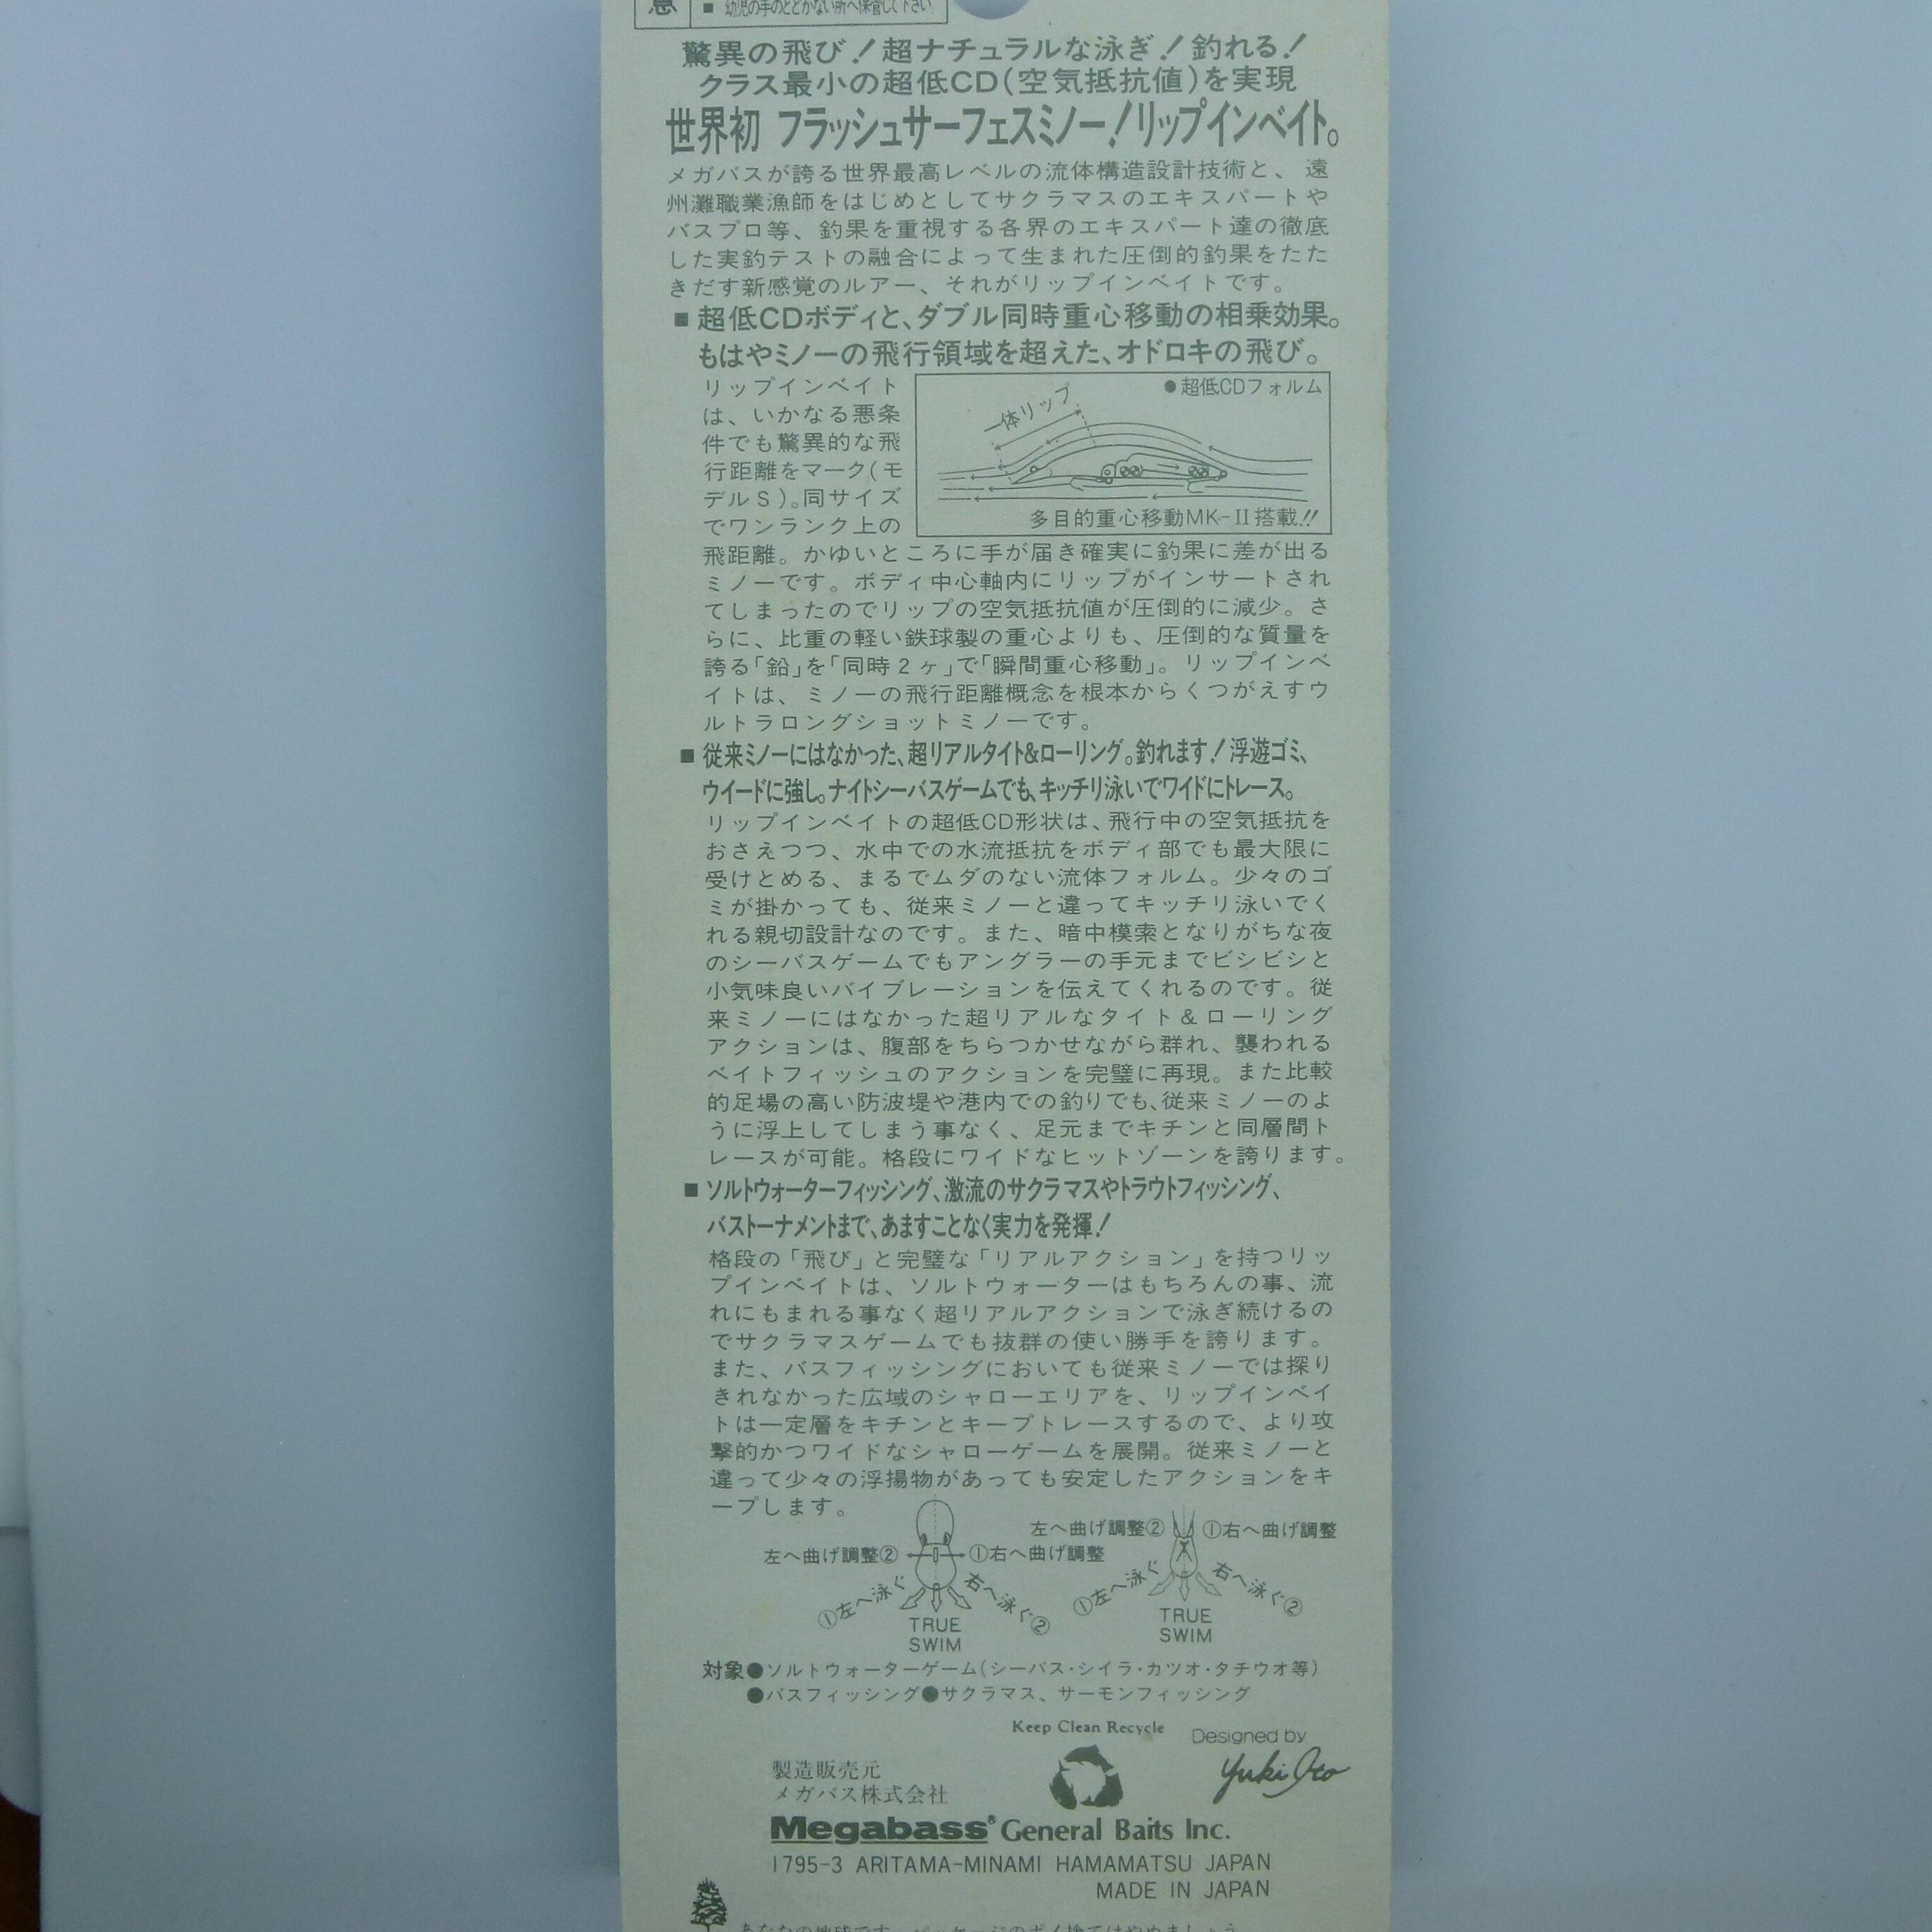 ■ 幼児の手のとどかない所へ保管して下さい
驚異の飛び！超ナチュラルな泳ぎ！釣れる！
クラス最小の超低CD(空気抵抗値)を実現
世界初 フラッシュサーフェスミノー！リップインベイト。
メガバスが誇る世界最高レベルの流体構造設計技術と、遠
州灘職業漁師をはじめとしてサクラマスのエキスパートや
バスプロ等、釣果を重視する各界のエキスパート達の徹底
した実釣テストの融合によって生まれた圧倒的釣果をたた
きだす新感覚のルアー、それがリップインベイトです。
■ 超低CDボディと、ダブル同時重心移動の相乗効果。
もはやミノーの飛行領域を超えた、オドロキの飛び。
リップインベイト
は、いかなる悪条
件でも驚異的な飛
行距離をマーク(モ
デルS)。同サイズ
でワンランク上の
●超低CDフォルム
一体リップ
多目的重心移動MK-II搭載!!
飛距離。かゆいところに手が届き確実に釣果に差が出る
ミノーです。ボディ中心軸内にリップがインサートされ
てしまったのでリップの空気抵抗値が圧倒的に減少。さ
らに、比重の軽い鉄球製の重心よりも、圧倒的な質量を
誇る「鉛」を「同時2ヶ」で「瞬間重心移動」。リップインベ
イトは、ミノーの飛行距離概念を根本からくつがえすウ
ルトラロングショットミノーです。
■ 従来ミノーにはなかった、超リアルタイト&ローリング。釣れます！浮遊ゴミ、
ウイードに強し。ナイトシーバスゲームでも、キッチリ泳いでワイドにトレース。
リップインベイトの超低CD形状は、飛行中の空気抵抗を
おさえつつ、水中での水流抵抗をボディ部でも最大限に
受けとめる、まるでムダのない流体フォルム。少々のゴ
ミが掛かっても、従来ミノーと違ってキッチリ泳いでく
れる親切設計なのです。また、暗中模索となりがちな夜
のシーバスゲームでもアングラーの手元までビシビシと
小気味良いバイブレーションを伝えてくれるのです。従
来ミノーにはなかった超リアルなタイト&ローリング
アクションは、腹部をちらつかせながら群れ、襲われる
ベイトフィッシュのアクションを完璧に再現。また比較
的足場の高い防波堤や港内での釣りでも、従来ミノーのよ
うに浮上してしまう事なく、足元までキチンと同層間ト
レースが可能。格段にワイドなヒットゾーンを誇ります。
■ ソルトウォーターフィッシング、激流のサクラマスやトラウトフィッシング、
バストーナメントまで、あますことなく実力を発揮！
格段の「飛び」と完璧な「リアルアクション」を持つリッ
プインベイトは、ソルトウォーターはもちろんの事、流
れにもまれる事なく超リアルアクションで泳ぎ続けるの
でサクラマスゲームでも抜群の使い勝手を誇ります。
また、バスフィッシングにおいても従来ミノーでは探り
きれなかった広域のシャローエリアを、リップインベイ
トは一定層をキチンとキープトレースするので、より攻
撃的かつワイドなシャローゲームを展開。従来ミノーと
違って少々の浮揚物があっても安定したアクションをキ
ープします。
左へ曲げ調整② ①右へ曲げ調整
①左へ泳ぐ 右へ泳ぐ②
TRUE
SWIM
左へ曲げ調整② ①右へ曲げ調整
①左へ泳ぐ 右へ泳ぐ②
TRUE
SWIM
対象●ソルトウォーターゲーム(シーバス・シイラ・カツオ・タチウオ等)
●バスフィッシング●サクラマス、サーモンフィッシング
Keep Clean Recycle
Designed by
Yuki Ito
製造販売元
メガバス株式会社
Megabass® General Baits Inc.
1795-3 ARITAMA-MINAMI HAMAMATSU JAPAN
MADE IN JAPAN